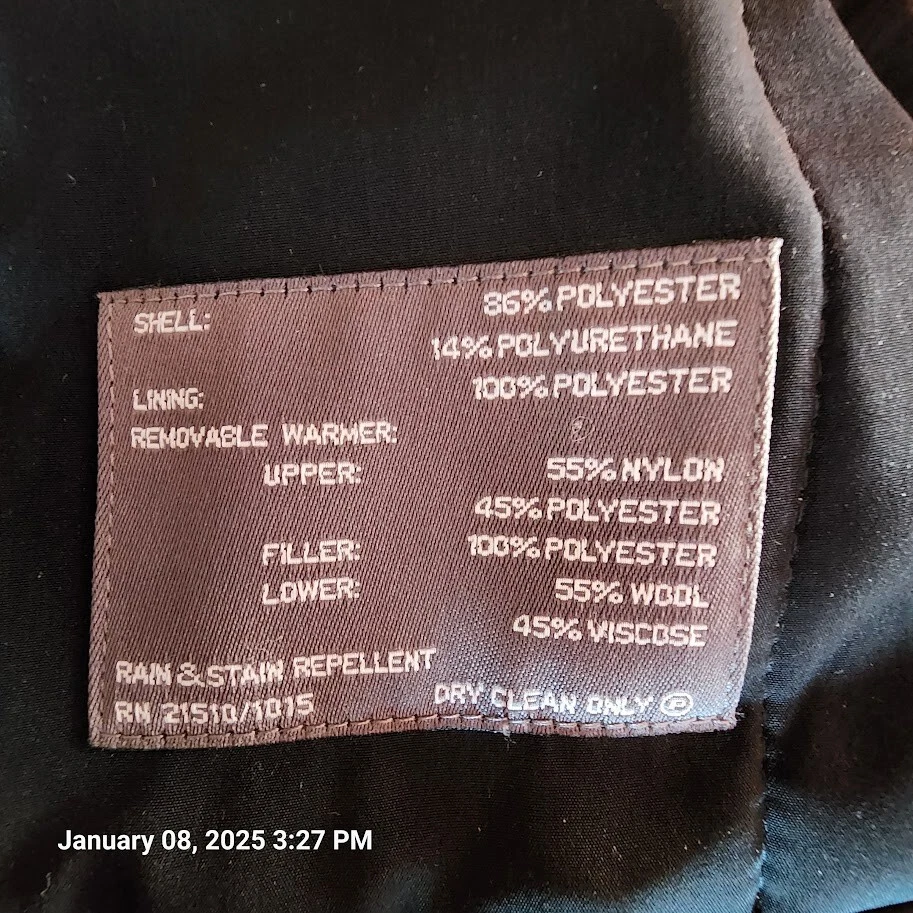 SHELL: 86% POLYESTER
14% POLYURETHANE
LINING: 100% POLYESTER
REMOVABLE WARMER:
UPPER: 55% NYLON
45% POLYESTER
FILLER: 100% POLYESTER
LOWER: 55% WOOL
45% VISCOSE
RAIN & STAIN REPELLENT
RN 21510/1015 DRY CLEAN ONLY Ⓟ
January 08, 2025 3:27 PM